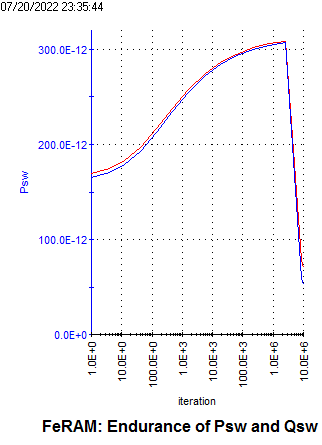 07/20/2022 23:35:44
300.0E-12
200.0E-12
100.0E-12
0.0E+0
Psw
1.0E+0
10.0E+0
100.0E+0
1.0E+3
10.0E+3
100.0E+3
1.0E+6
10.0E+6
iteration
FeRAM: Endurance of Psw and Qsw